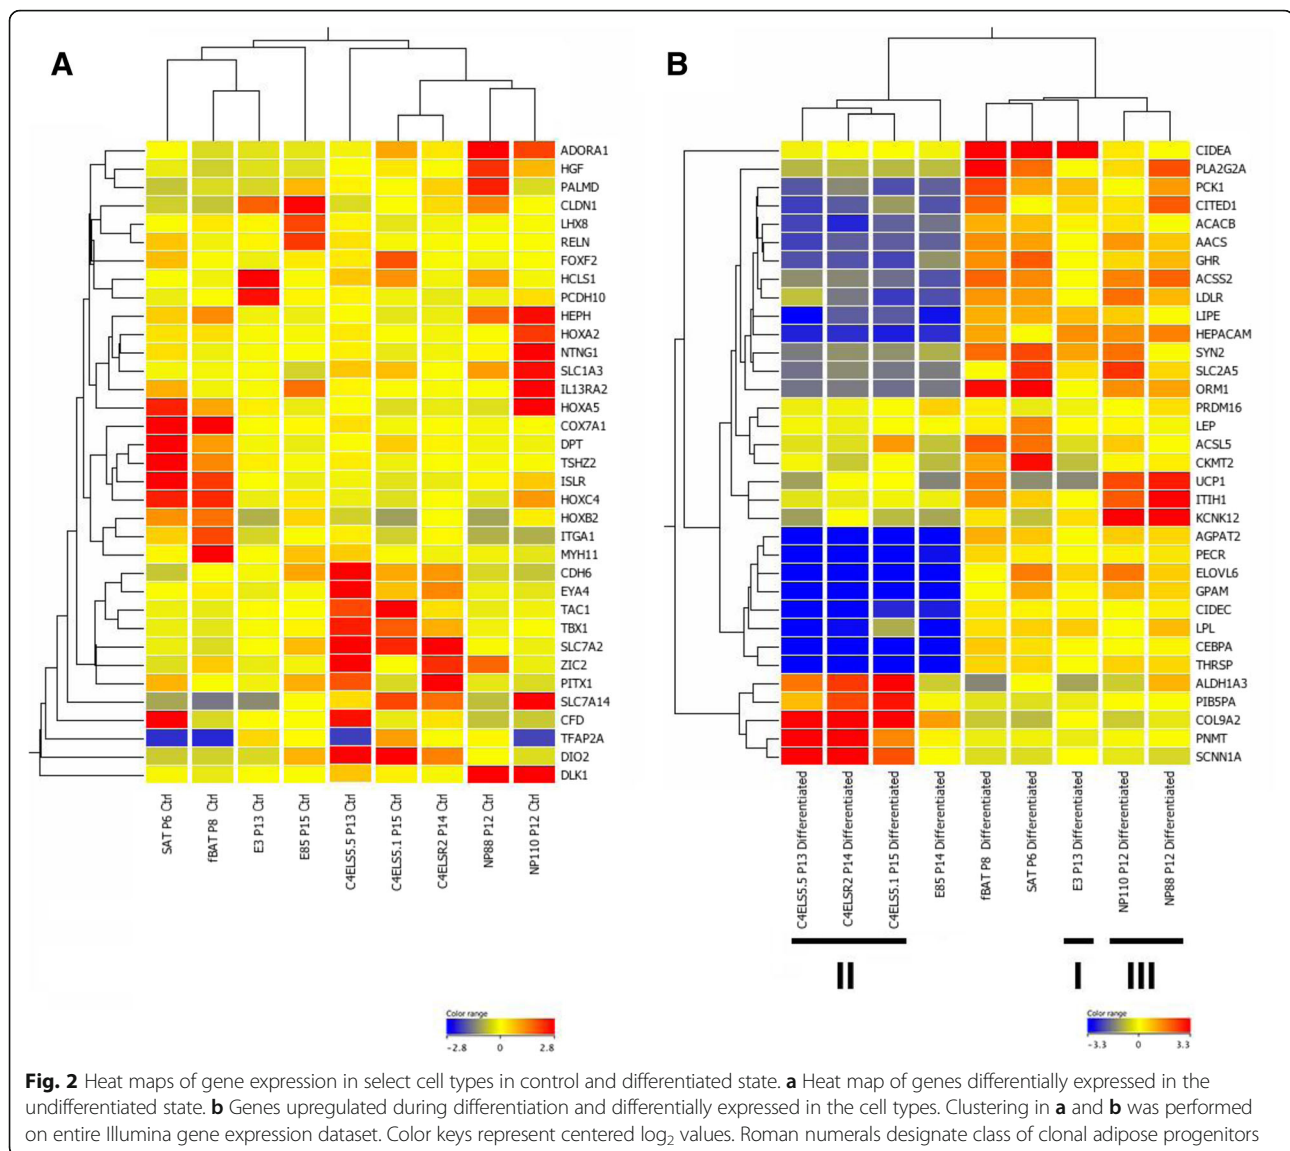 A
ADORA1
HGF
PALMD
CLDN1
LHX8
RELN
FOXF2
HCLS1
PCDH10
HEPH
HOXA2
NTNG1
SLC1A3
IL13RA2
HOXA5
COX7A1
DPT
TSHZ2
ISLR
HOXC4
HOXB2
ITGA1
MYH11
CDH6
EYA4
TAC1
TBX1
SLC7A2
ZIC2
PITX1
SLC7A14
CFD
TFAP2A
DIO2
DLK1
SAT P6 Ctrl
fBAT P8 Ctrl
E3 P13 Ctrl
E85 P15 Ctrl
C4ELS5.5 P13 Ctrl
C4ELS5.1 P15 Ctrl
C4ELSR2 P14 Ctrl
NP88 P12 Ctrl
NP110 P12 Ctrl
Color range
-2.8 0 2.8
B
CIDEA
PLA2G2A
PCK1
CITED1
ACACB
AACS
GHR
ACSS2
LDLR
LIPE
HEPACAM
SYN2
SLC2A5
ORM1
PRDM16
LEP
ACSL5
CKMT2
UCP1
ITIH1
KCNK12
AGPAT2
PECR
ELOVL6
GPAM
CIDEC
LPL
CEBPA
THRSP
ALDH1A3
PIB5PA
COL9A2
PNMT
SCNN1A
C4ELS5.5 P13 Differentiated
C4ELSR2 P14 Differentiated
C4ELS5.1 P15 Differentiated
E85 P14 Differentiated
fBAT P8 Differentiated
SAT P6 Differentiated
E3 P13 Differentiated
NP110 P12 Differentiated
NP88 P12 Differentiated
II I III
Color range
-3.3 0 3.3
Fig. 2 Heat maps of gene expression in select cell types in control and differentiated state. a Heat map of genes differentially expressed in the
undifferentiated state. b Genes upregulated during differentiation and differentially expressed in the cell types. Clustering in a and b was performed
on entire Illumina gene expression dataset. Color keys represent centered log2 values. Roman numerals designate class of clonal adipose progenitors